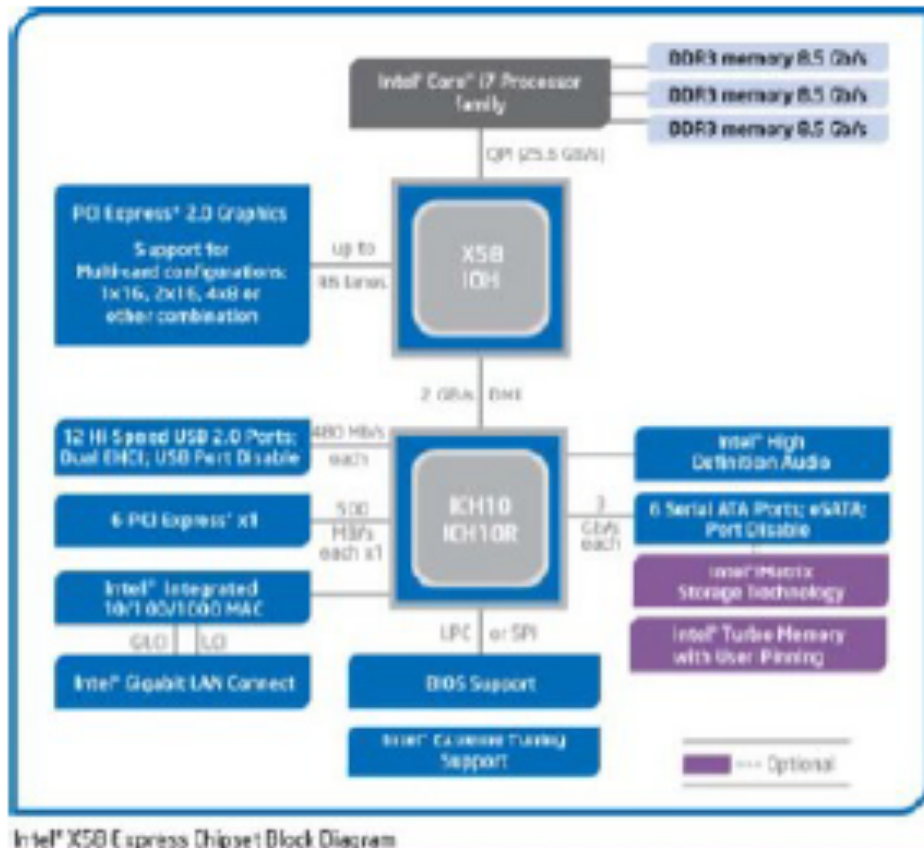 DDR3 memory 8.5 Gb/s
Intel® Core™ i7 Processor
family
DDR3 memory 8.5 Gb/s
DDR3 memory 8.5 Gb/s
QPI (25.6 GB/s)
PCI Express* 2.0 Graphics
Support for
Multi-card configurations:
1x16, 2x16, 4x8 or
other combination
up to
36 lanes
X58
IOH
2 GB/s DMI
12 Hi Speed USB 2.0 Ports;
Dual EHCI; USB Port Disable
480 Mb/s
each
Intel® High
Definition Audio
6 PCI Express* x1
500
MB/s
each x1
ICH10
ICH10R
3
Gb/s
each
6 Serial ATA Ports; eSATA;
Port Disable
Intel® Matrix
Storage Technology
Intel® Integrated
10/100/1000 MAC
GLCI LCI
LPC or SPI
Intel® Turbo Memory
with User Pinning
Intel® Gigabit LAN Connect
BIOS Support
Intel® Extreme Tuning
Support
Optional
Intel® X58 Express Chipset Block Diagram